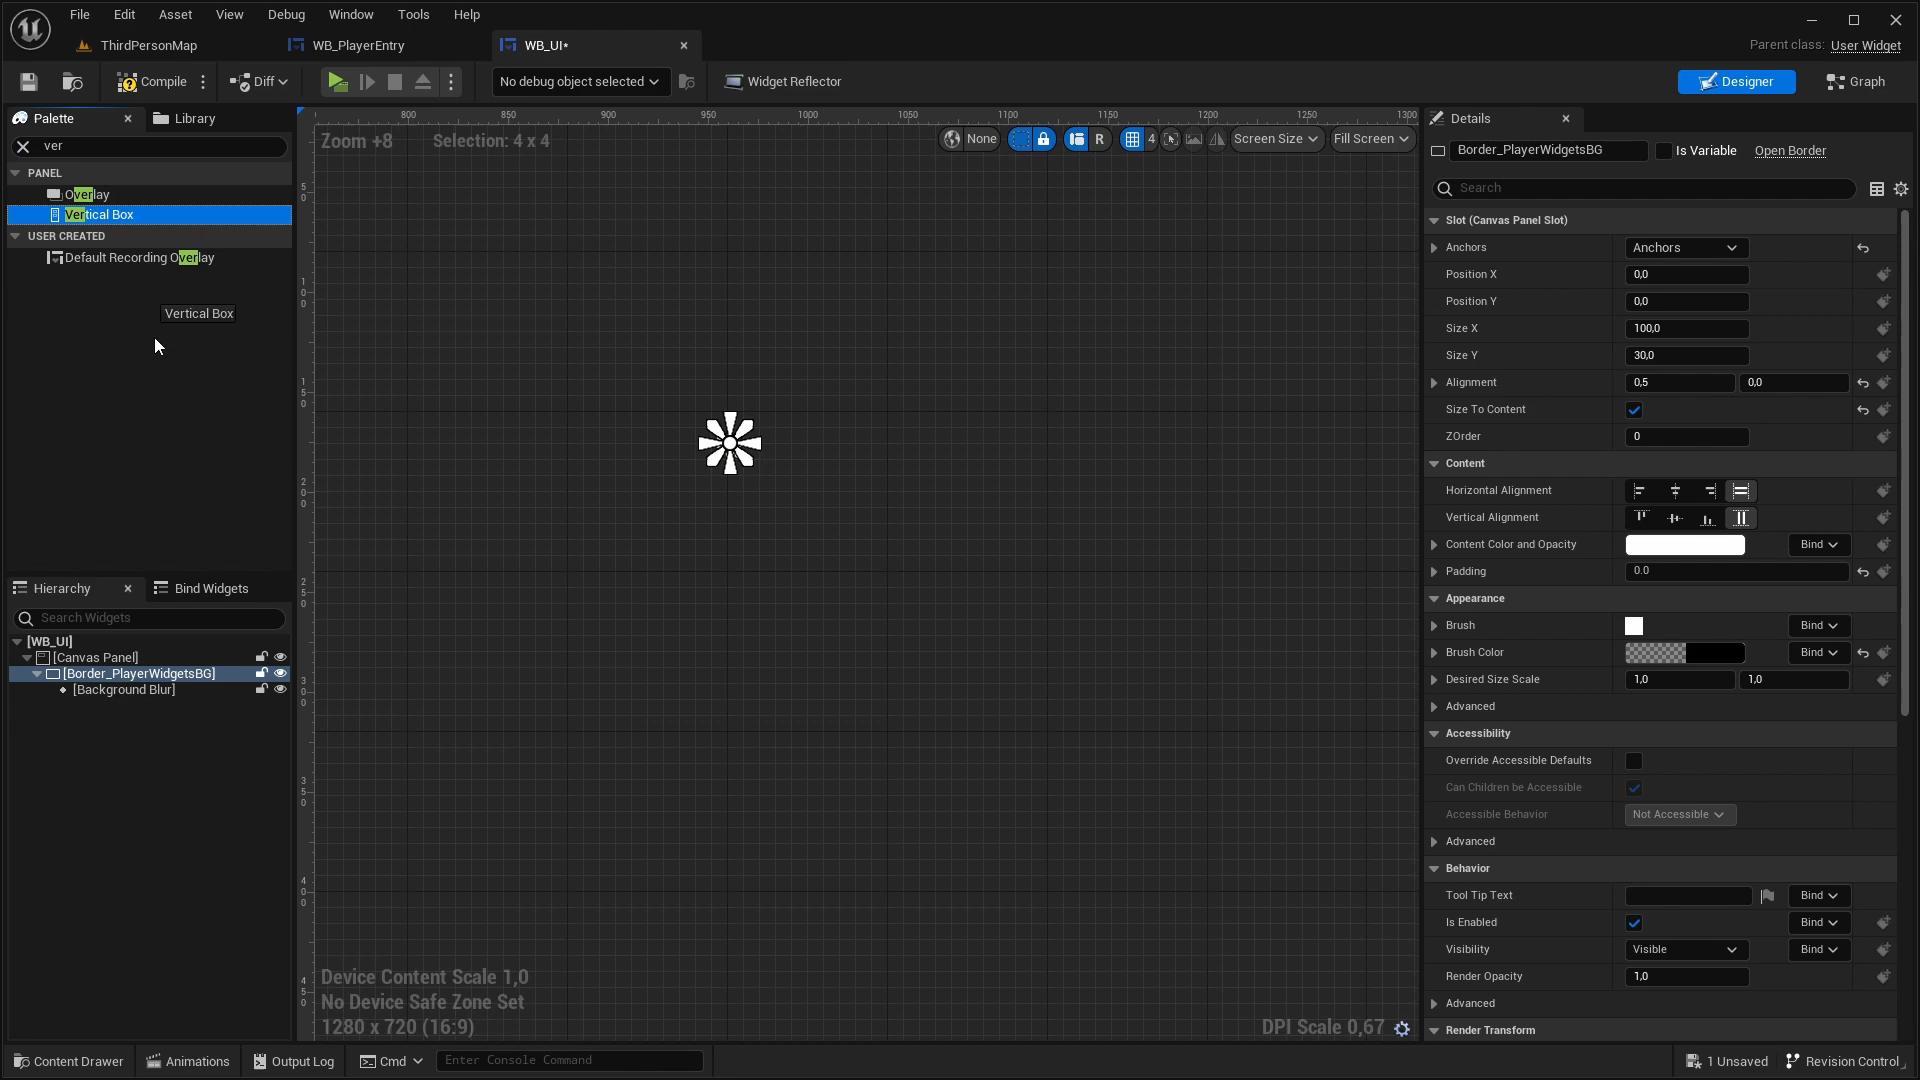 File Edit Asset View Debug Window Tools Help
ThirdPersonMap WB_PlayerEntry WB_UI* Parent class: User Widget
Compile Diff No debug object selected Widget Reflector Designer Graph
Palette Library
ver
PANEL
Overlay
Vertical Box
USER CREATED
Default Recording Overlay
Vertical Box
Hierarchy Bind Widgets
Search Widgets
[WB_UI]
[Canvas Panel]
[Border_PlayerWidgetsBG]
[Background Blur]
800 850 900 950 1000 1050 1100 1150 1200 1250 1300
Zoom +8 Selection: 4 x 4 None R 4 Screen Size Fill Screen
50
100
150
200
250
300
350
400
450
Device Content Scale 1,0
No Device Safe Zone Set
1280 x 720 (16:9) DPI Scale 0,67
Details
Border_PlayerWidgetsBG Is Variable Open Border
Search
Slot (Canvas Panel Slot)
Anchors Anchors
Position X 0,0
Position Y 0,0
Size X 100,0
Size Y 30,0
Alignment 0,5 0,0
Size To Content
ZOrder 0
Content
Horizontal Alignment
Vertical Alignment
Content Color and Opacity Bind
Padding 0.0
Appearance
Brush Bind
Brush Color Bind
Desired Size Scale 1,0 1,0
Advanced
Accessibility
Override Accessible Defaults
Can Children be Accessible
Accessible Behavior Not Accessible
Advanced
Behavior
Tool Tip Text Bind
Is Enabled Bind
Visibility Visible Bind
Render Opacity 1,0
Advanced
Render Transform
Content Drawer Animations Output Log Cmd Enter Console Command 1 Unsaved Revision Control